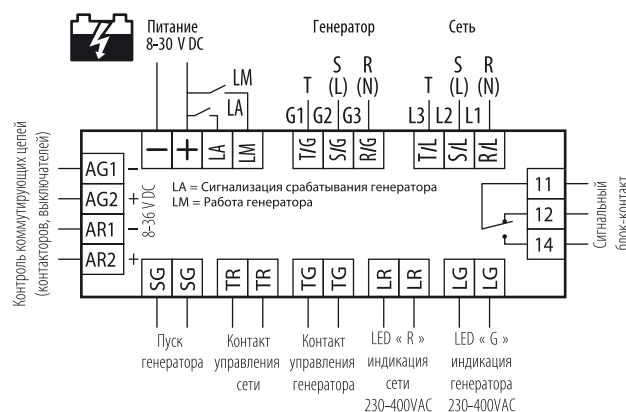 Питание
8-30 V DC
Генератор
Сеть
LM
LA
T
S
(L)
R
(N)
T
S
(L)
R
(N)
G1
G2
G3
L3
L2
L1
−
+
LA
LM
T/G
S/G
R/G
T/L
S/L
R/L
LA = Сигнализация срабатывания генератора
LM = Работа генератора
Контроль коммутирующих цепей
(контакторов, выключателей)
AG1 −
AG2 +
AR1 −
AR2 +
8-36 V DC
11
12
14
Сигнальный
блок-контакт
SG
SG
TR
TR
TG
TG
LR
LR
LG
LG
Пуск
генератора
Контакт
управления
сети
Контакт
управления
генератора
LED « R »
индикация
сети
230-400VAC
LED « G »
индикация
генератора
230-400VAC